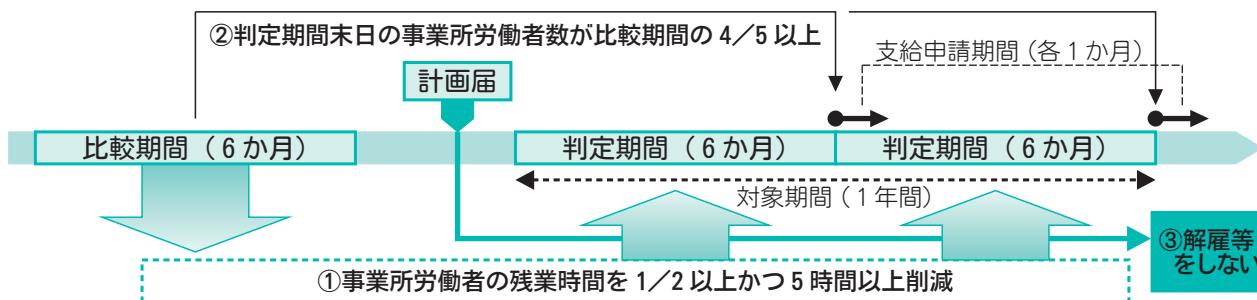 ②判定期間末日の事業所労働者数が比較期間の 4／5 以上
支給申請期間（各 1 か月）
計画届
比較期間（ 6 か月）
判定期間（ 6 か月）
判定期間（ 6 か月）
対象期間（ 1 年間）
③解雇等
をしない
①事業所労働者の残業時間を 1／2 以上かつ 5 時間以上削減